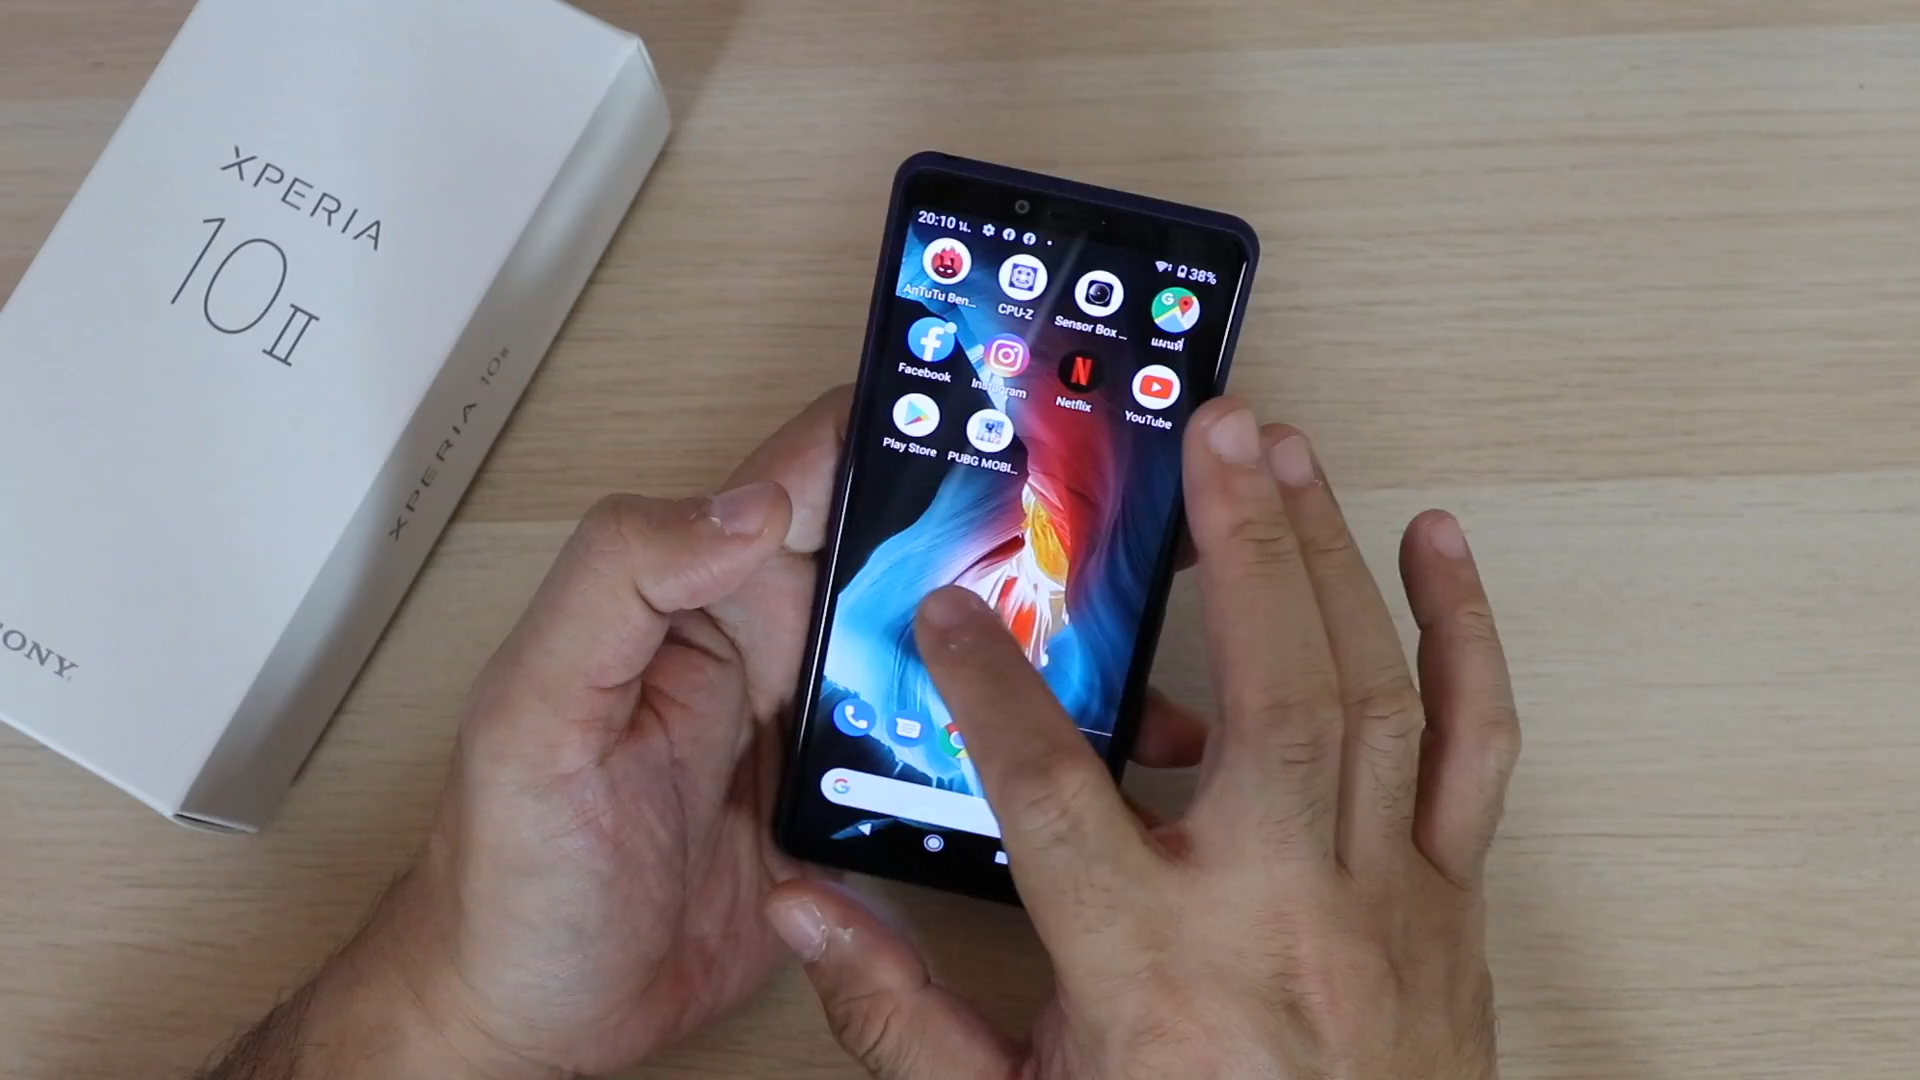 XPERIA
10 II
XPERIA 10 II
SONY
20:10 น.
38%
AnTuTu Ben...
CPU-Z
Sensor Box ...
แผนที่
Facebook
Instagram
Netflix
YouTube
Play Store
PUBG MOBI...